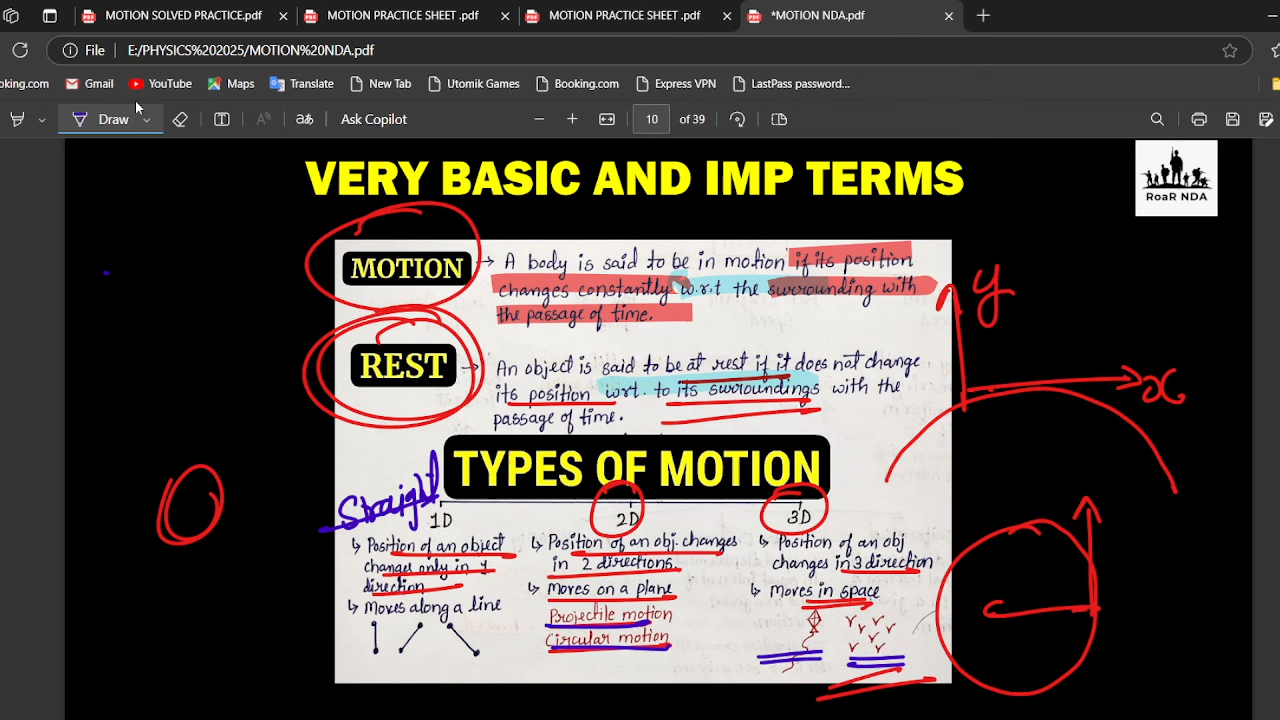 MOTION SOLVED PRACTICE.pdf
MOTION PRACTICE SHEET .pdf
MOTION PRACTICE SHEET .pdf
*MOTION NDA.pdf
File
E:/PHYSICS%202025/MOTION%20NDA.pdf
oking.com
Gmail
YouTube
Maps
Translate
New Tab
Utomik Games
Booking.com
Express VPN
LastPass password...
Draw
aあ
Ask Copilot
10
of 39
VERY BASIC AND IMP TERMS
RoaR NDA
MOTION
→ A body is said to be in motion if its position
changes constantly w.r.t the surrounding with
the passage of time.
y
x
REST
→ An object is said to be at rest if it does not change
its position wrt. to its surroundings with the
passage of time.
TYPES OF MOTION
Straight
1D
2D
3D
↳ Position of an object
changes only in 1
direction
↳ Moves along a line
↳ Position of an obj. changes
in 2 directions.
↳ Moves on a plane
Projectile motion
Circular motion
↳ Position of an obj
changes in 3 direction
↳ moves in space